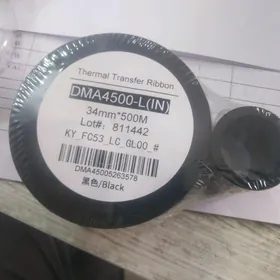 Thermal Transfer Ribbon
DMA4500-L(IN)
34mm*500M
Lot#: 811442
KY_FC53_LC_GL00_#
DMA45005263578
黑色/Black